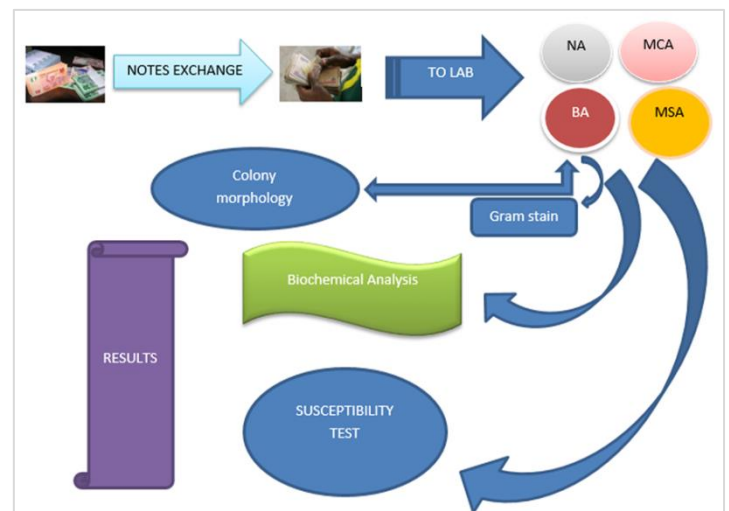 NOTES EXCHANGE
TO LAB
NA
MCA
BA
MSA
Colony
morphology
Gram stain
Biochemical Analysis
RESULTS
SUSCEPTIBILITY
TEST